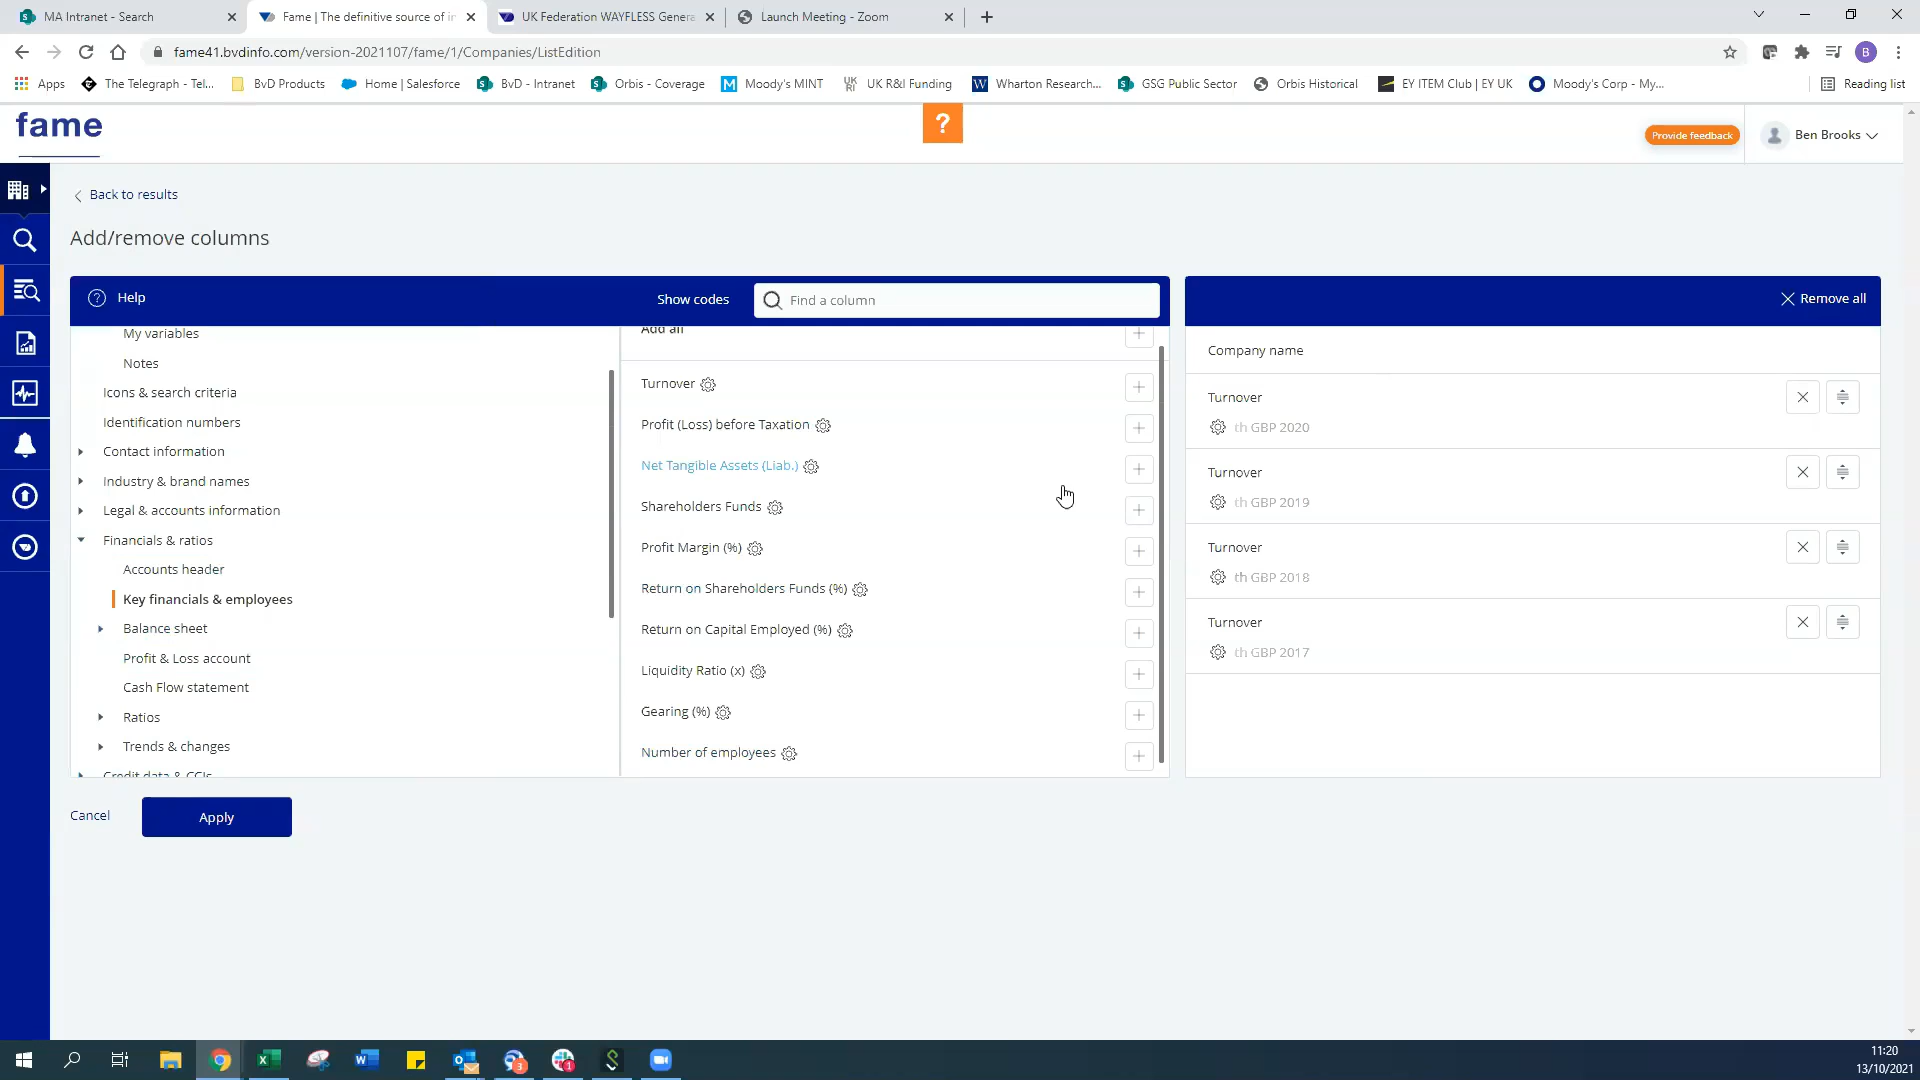 MA Intranet - Search
Fame | The definitive source of in
UK Federation WAYFLESS Genera
Launch Meeting - Zoom
fame41.bvdinfo.com/version-2021107/fame/1/Companies/ListEdition
B
Apps
The Telegraph - Tel...
BvD Products
Home | Salesforce
BvD - Intranet
Orbis - Coverage
Moody's MINT
UK R&I Funding
Wharton Research...
GSG Public Sector
Orbis Historical
EY ITEM Club | EY UK
Moody's Corp - My...
Reading list
fame
?
Provide feedback
Ben Brooks
Back to results
Add/remove columns
? Help
Show codes
Find a column
Remove all
My variables
Notes
Icons & search criteria
Identification numbers
Contact information
Industry & brand names
Legal & accounts information
Financials & ratios
Accounts header
Key financials & employees
Balance sheet
Profit & Loss account
Cash Flow statement
Ratios
Trends & changes
Credit data & CCJs
Add all
Turnover
Profit (Loss) before Taxation
Net Tangible Assets (Liab.)
Shareholders Funds
Profit Margin (%)
Return on Shareholders Funds (%)
Return on Capital Employed (%)
Liquidity Ratio (x)
Gearing (%)
Number of employees
Company name
Turnover
th GBP 2020
Turnover
th GBP 2019
Turnover
th GBP 2018
Turnover
th GBP 2017
Cancel
Apply
11:20
13/10/2021